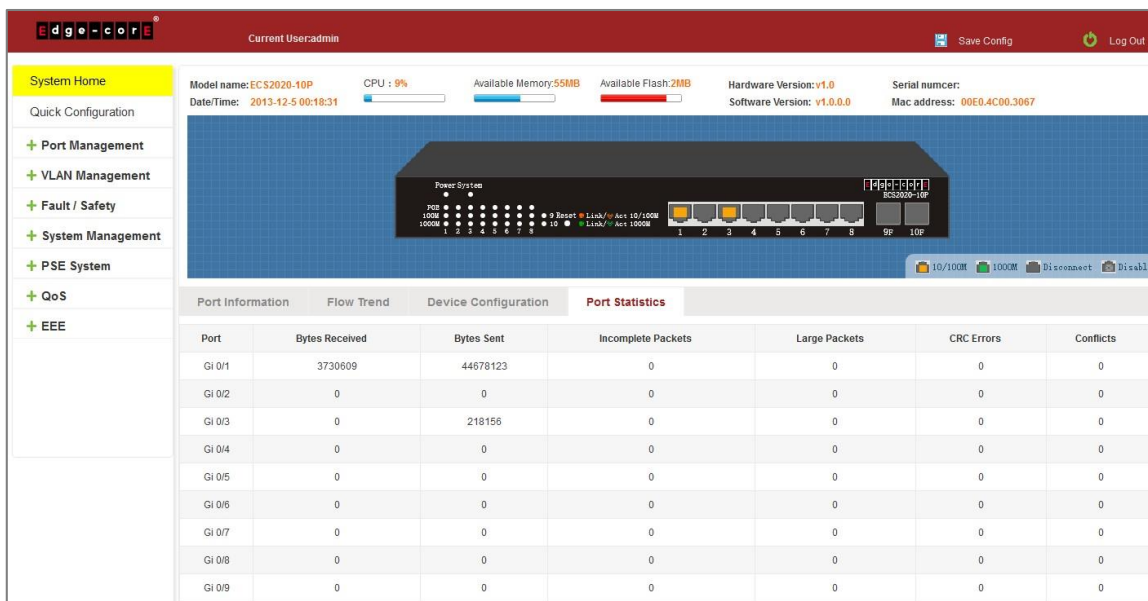 Edge-corE®
Current User:admin
Save Config
Log Out
System Home
Quick Configuration
Port Management
VLAN Management
Fault / Safety
System Management
PSE System
QoS
EEE
Model name: ECS2020-10P CPU : 9% Available Memory:55MB Available Flash:2MB Hardware Version:v1.0 Serial numcer:
Date/Time: 2013-12-5 00:18:31 Software Version: v1.0.0.0 Mac address: 00E0.4C00.3067
Edge-corE
ECS2020-10P
Power System
POE
100M 9 Reset Link/ Act 10/100M
1000M 10 Link/ Act 1000M
1 2 3 4 5 6 7 8
1 2 3 4 5 6 7 8 9F 10F
10/100M 1000M Disconnect Disabl
Port Information Flow Trend Device Configuration Port Statistics
Port Bytes Received Bytes Sent Incomplete Packets Large Packets CRC Errors Conflicts
Gi 0/1 3730609 44678123 0 0 0 0
Gi 0/2 0 0 0 0 0 0
Gi 0/3 0 218156 0 0 0 0
Gi 0/4 0 0 0 0 0 0
Gi 0/5 0 0 0 0 0 0
Gi 0/6 0 0 0 0 0 0
Gi 0/7 0 0 0 0 0 0
Gi 0/8 0 0 0 0 0 0
Gi 0/9 0 0 0 0 0 0